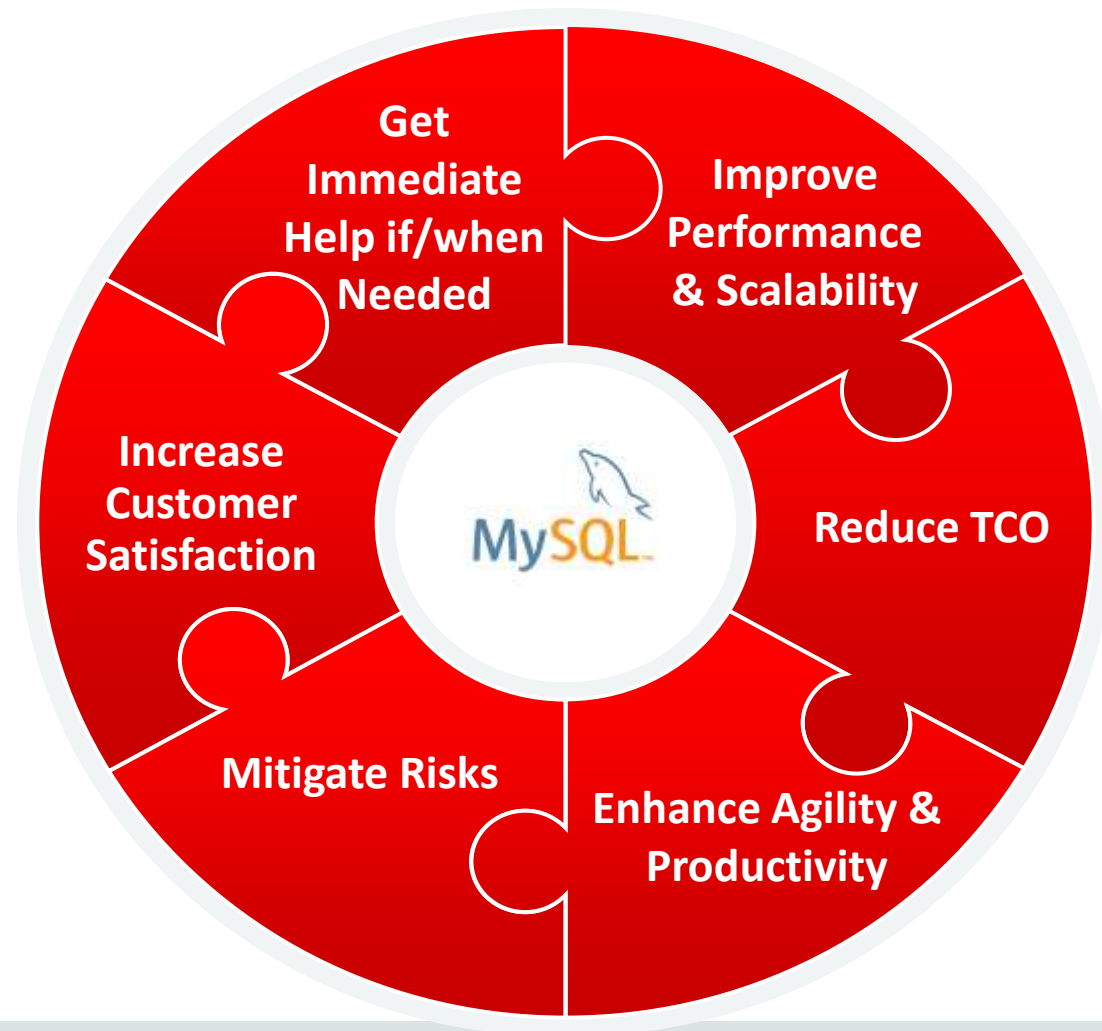 Get
Immediate
Help if/when
Needed
Improve
Performance
& Scalability
Reduce TCO
Enhance Agility &
Productivity
Mitigate Risks
Increase
Customer
Satisfaction
MySQL™